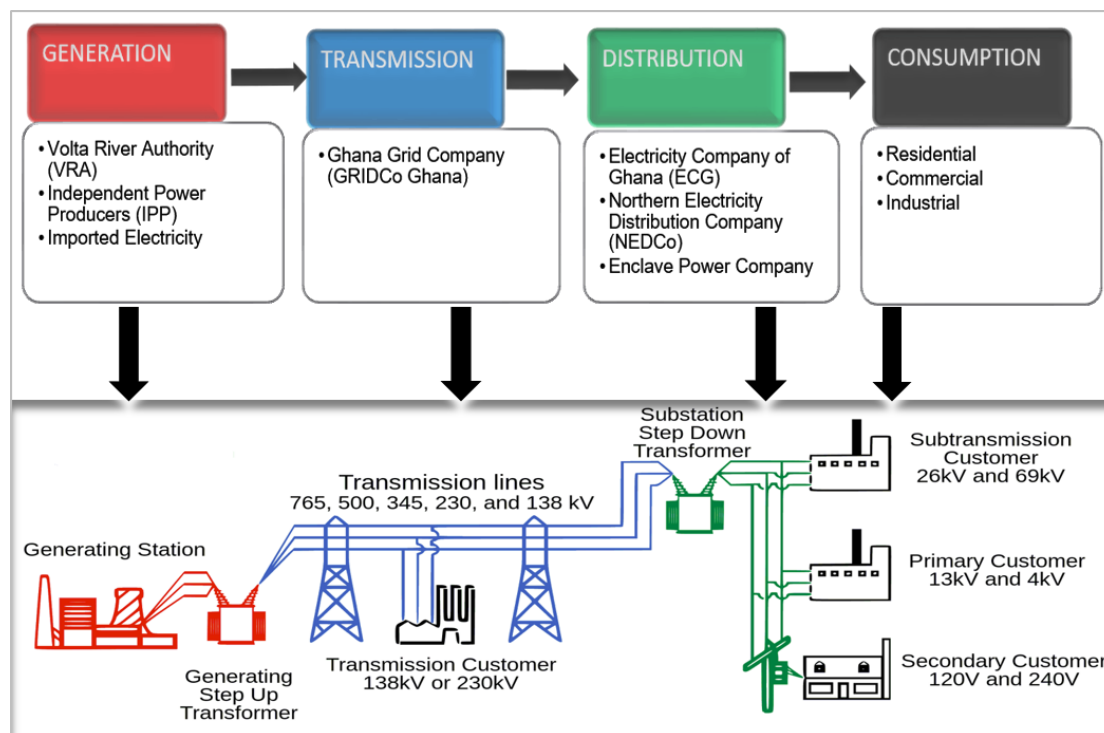 GENERATION
TRANSMISSION
DISTRIBUTION
CONSUMPTION
• Volta River Authority
(VRA)
• Independent Power
Producers (IPP)
• Imported Electricity
• Ghana Grid Company
(GRIDCo Ghana)
• Electricity Company of
Ghana (ECG)
• Northern Electricity
Distribution Company
(NEDCo)
• Enclave Power Company
• Residential
• Commercial
• Industrial
Generating Station
Generating
Step Up
Transformer
Transmission lines
765, 500, 345, 230, and 138 kV
Transmission Customer
138kV or 230kV
Substation
Step Down
Transformer
Subtransmission
Customer
26kV and 69kV
Primary Customer
13kV and 4kV
Secondary Customer
120V and 240V